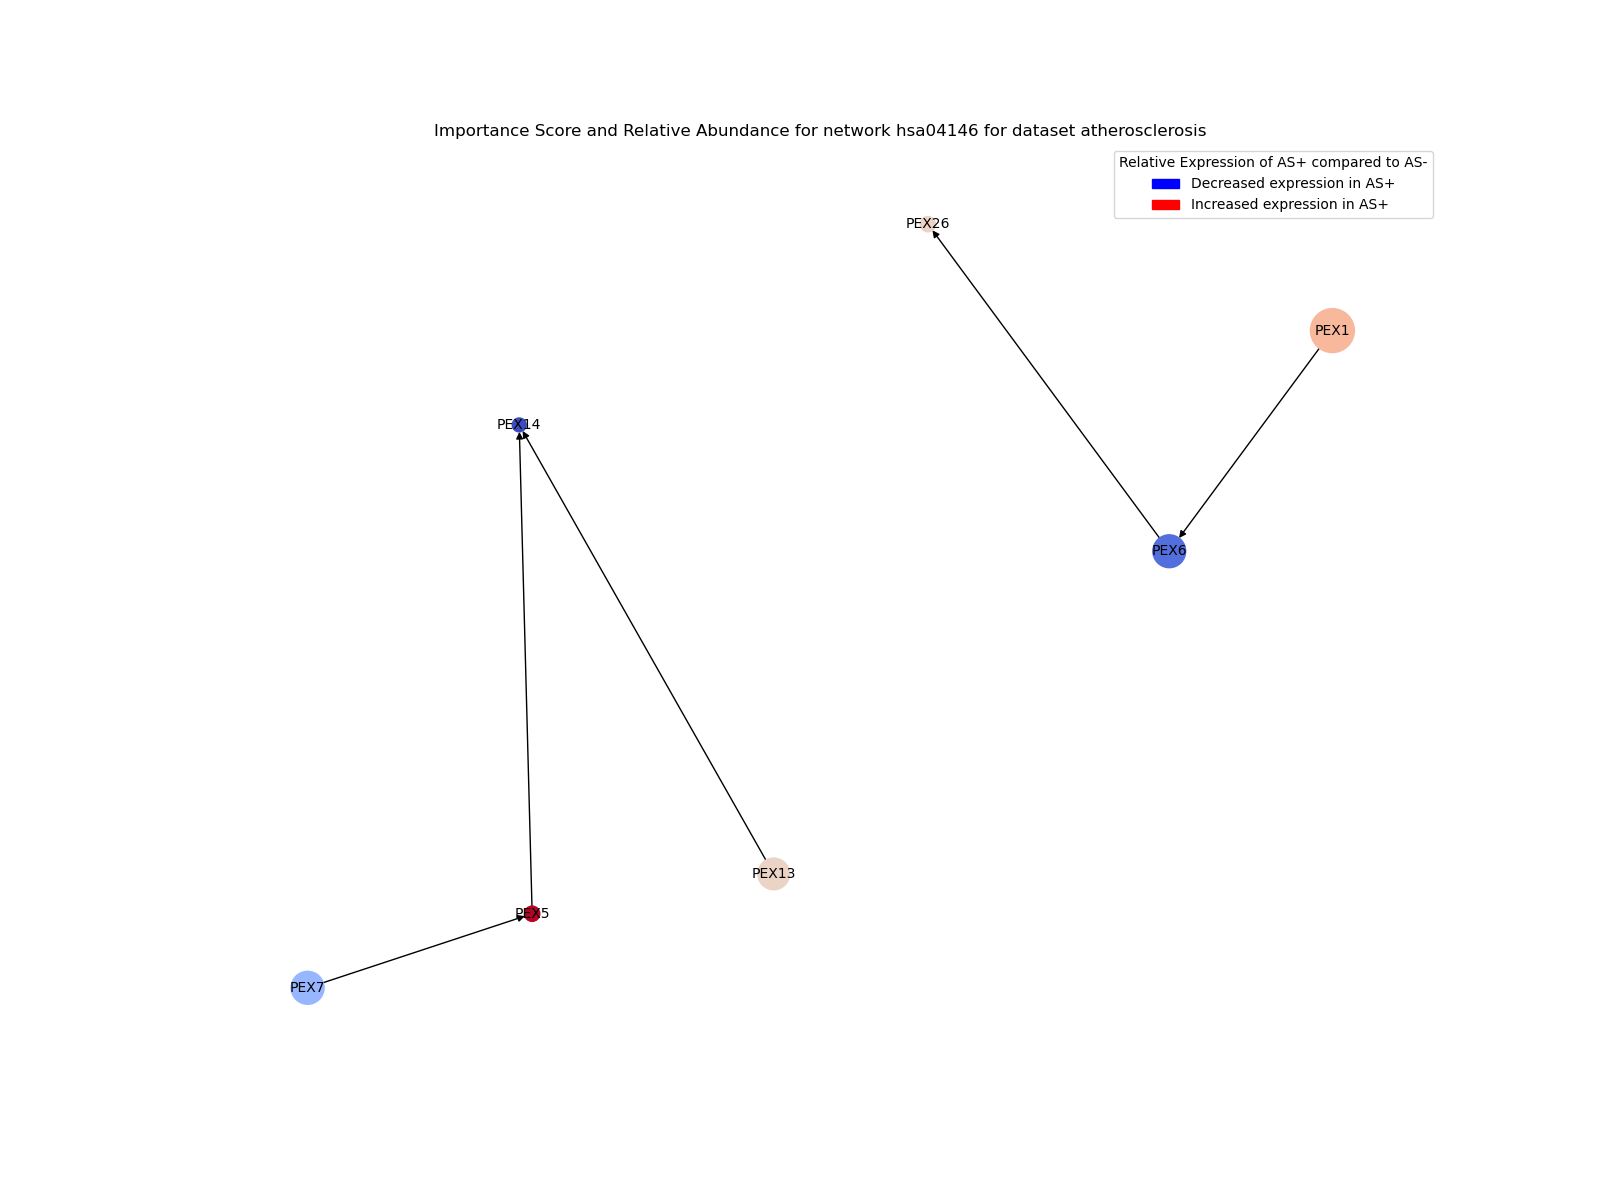 Importance Score and Relative Abundance for network hsa04146 for dataset atherosclerosis
Relative Expression of AS+ compared to AS-
Decreased expression in AS+
Increased expression in AS+
PEX26
PEX1
PEX14
PEX6
PEX13
PEX5
PEX7